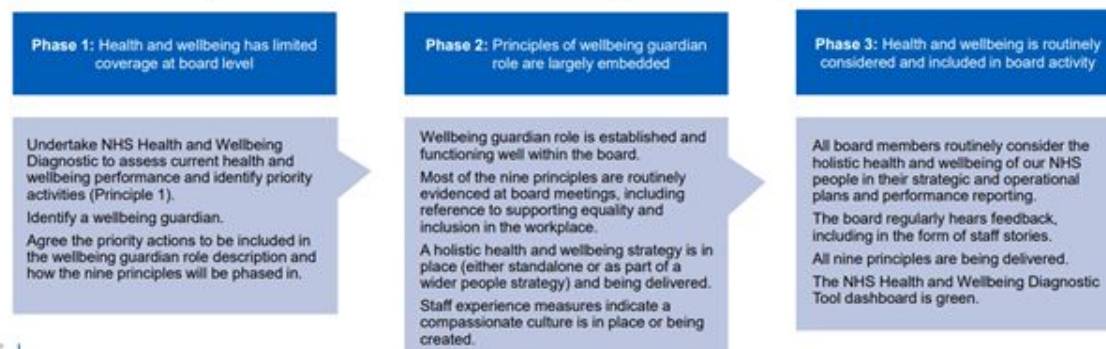 Phase 1: Health and wellbeing has limited
coverage at board level
Undertake NHS Health and Wellbeing
Diagnostic to assess current health and
wellbeing performance and identify priority
activities (Principle 1).
Identify a wellbeing guardian.
Agree the priority actions to be included in
the wellbeing guardian role description and
how the nine principles will be phased in.
Phase 2: Principles of wellbeing guardian
role are largely embedded
Wellbeing guardian role is established and
functioning well within the board.
Most of the nine principles are routinely
evidenced at board meetings, including
reference to supporting equality and
inclusion in the workplace.
A holistic health and wellbeing strategy is in
place (either standalone or as part of a
wider people strategy) and being delivered.
Staff experience measures indicate a
compassionate culture is in place or being
created.
Phase 3: Health and wellbeing is routinely
considered and included in board activity
All board members routinely consider the
holistic health and wellbeing of our NHS
people in their strategic and operational
plans and performance reporting.
The board regularly hears feedback,
including in the form of staff stories.
All nine principles are being delivered.
The NHS Health and Wellbeing Diagnostic
Tool dashboard is green.